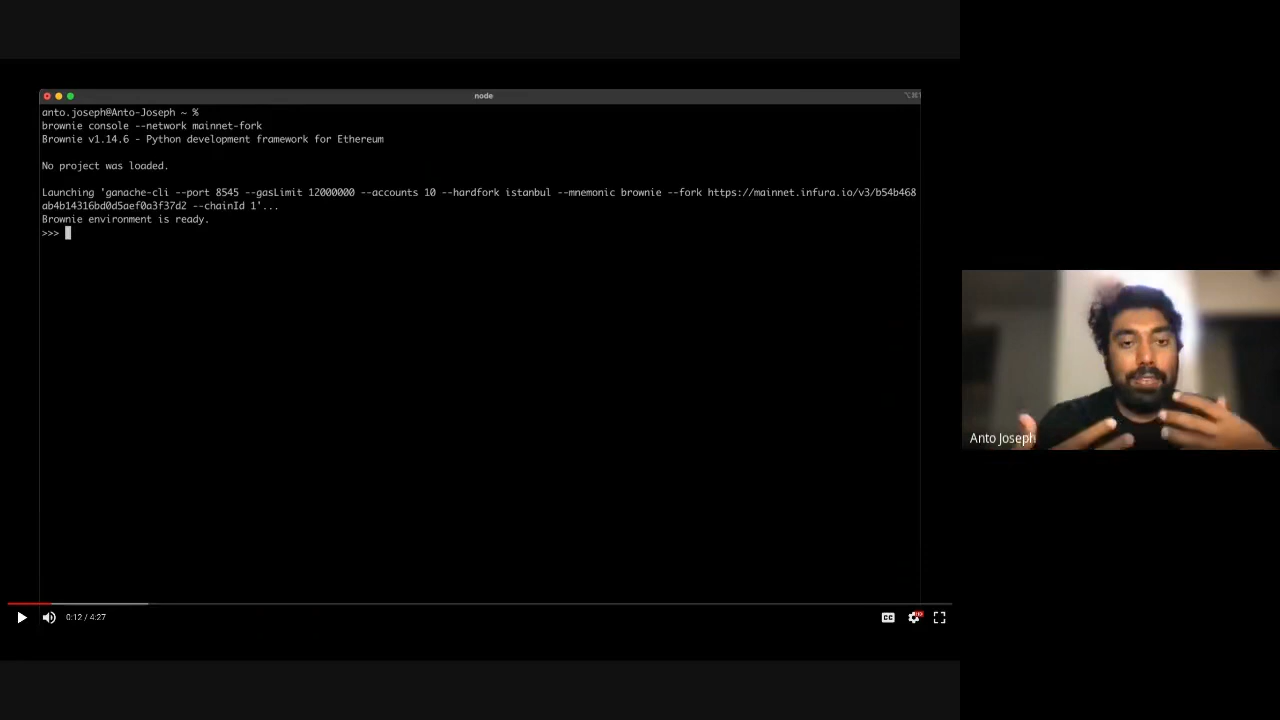 node
anto.joseph@Anto-Joseph ~ %
brownie console --network mainnet-fork
Brownie v1.14.6 - Python development framework for Ethereum
No project was loaded.
Launching 'ganache-cli --port 8545 --gasLimit 12000000 --accounts 10 --hardfork istanbul --mnemonic brownie --fork https://mainnet.infura.io/v3/b54b468
ab4b14316bd0d5aef0a3f37d2 --chainId 1'...
Brownie environment is ready.
>>>
Anto Joseph
0:12 / 4:27
CC
HD